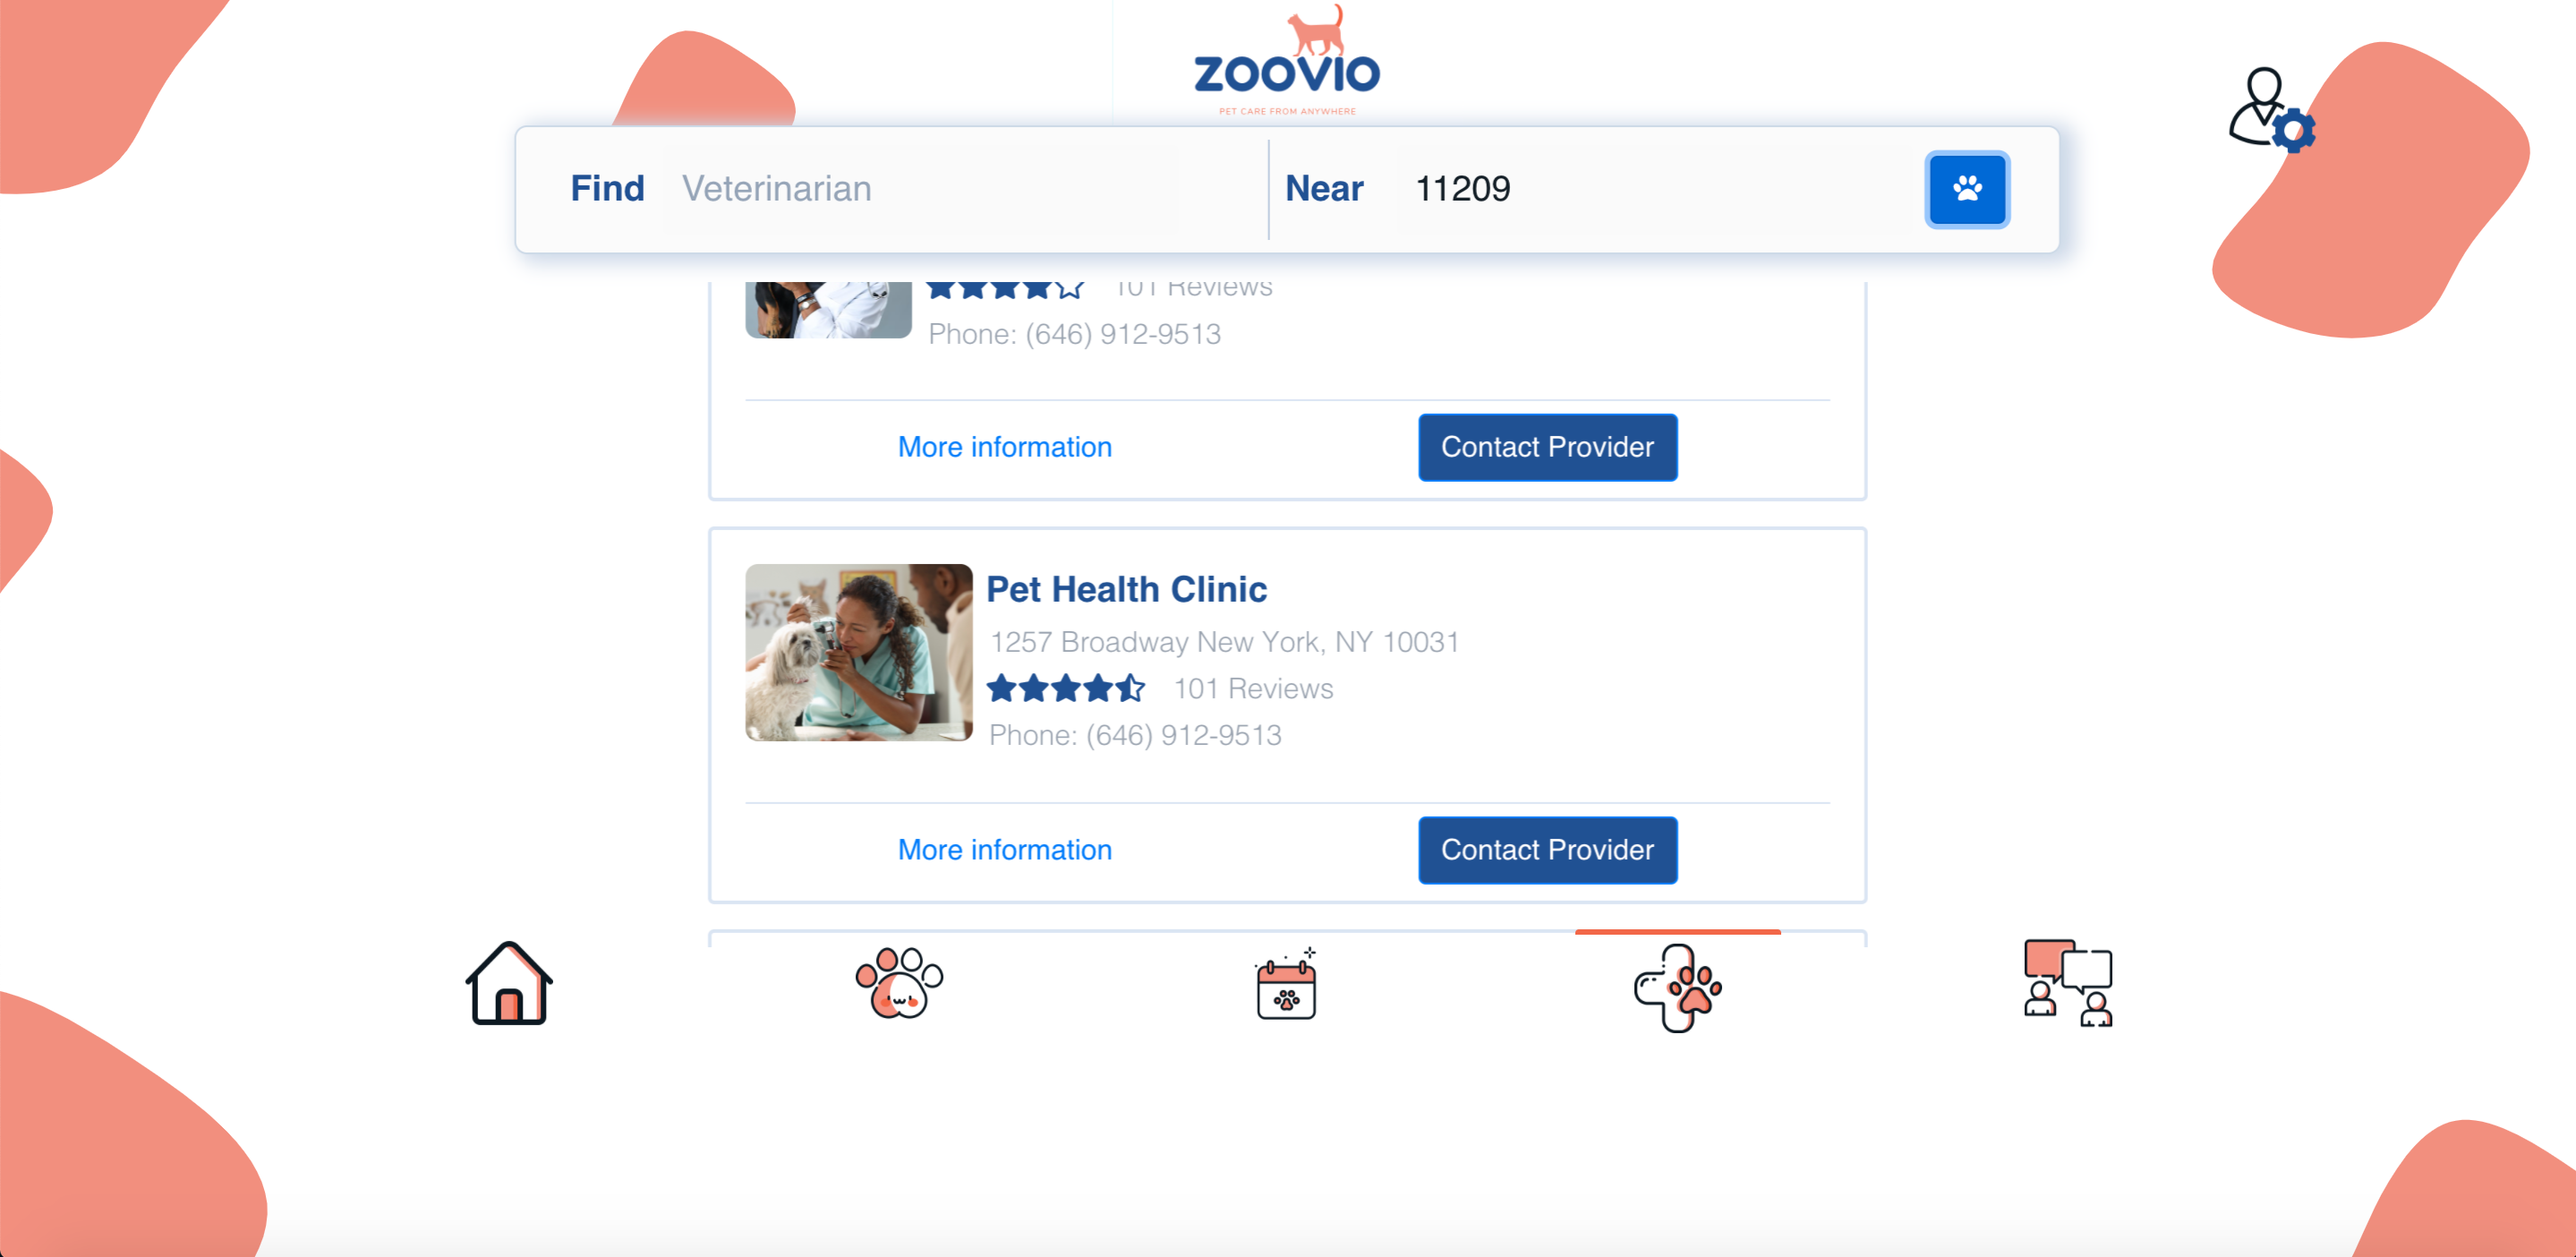 ZOOVIO
PET CARE FROM ANYWHERE
Find Veterinarian Near 11209
101 Reviews
Phone: (646) 912-9513
More information Contact Provider
Pet Health Clinic
1257 Broadway New York, NY 10031
101 Reviews
Phone: (646) 912-9513
More information Contact Provider